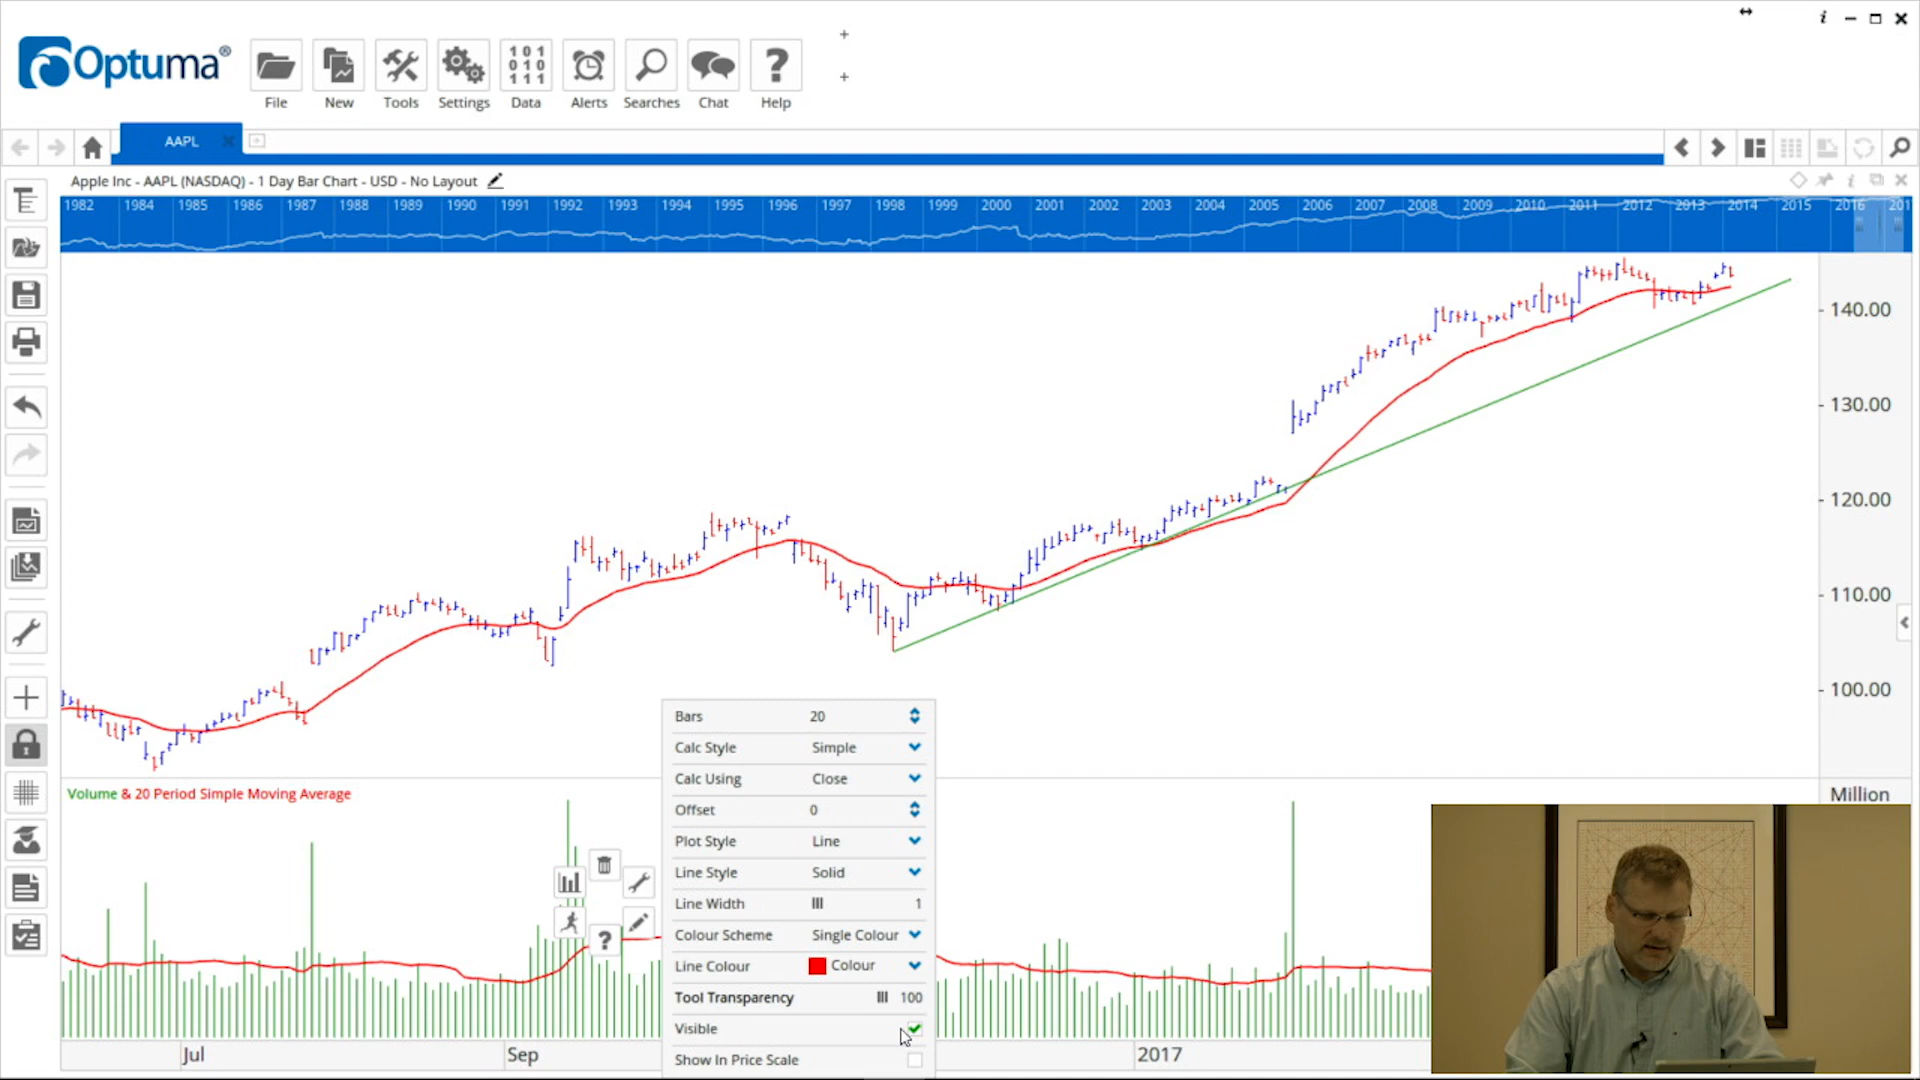 Optuma®
File New Tools Settings Data Alerts Searches Chat Help
AAPL
Apple Inc - AAPL (NASDAQ) - 1 Day Bar Chart - USD - No Layout
1982 1984 1985 1986 1987 1988 1989 1990 1991 1992 1993 1994 1995 1996 1997 1998 1999 2000 2001 2002 2003 2004 2005 2006 2007 2008 2009 2010 2011 2012 2013 2014 2015 2016 201
140.00
130.00
120.00
110.00
100.00
Volume & 20 Period Simple Moving Average
Million
Bars 20
Calc Style Simple
Calc Using Close
Offset 0
Plot Style Line
Line Style Solid
Line Width 1
Colour Scheme Single Colour
Line Colour Colour
Tool Transparency 100
Visible
Show In Price Scale
Jul Sep 2017